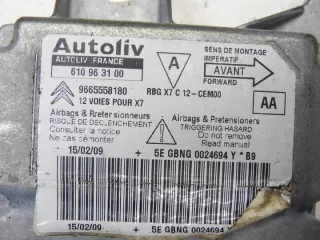 Autoliv
AUTOLIV FRANCE
610 96 31 00
9665558180
12 VOIES POUR X7
SENS DE MONTAGE
IMPERATIF
AVANT
FORWARD
A
RBG X7 C 12-CEM00
AA
Airbags & Pretensionneurs
RISQUE DE DECLENCHEMENT
Consulter la notice
Ne pas démonter
Airbags & Pretensioners
TRIGGERING HASARD
Do not remove
Read manual
15/02/09 + 5E GBNG 0024694 Y * B9
15/02/09 + 5E GBNG 0024694 Y